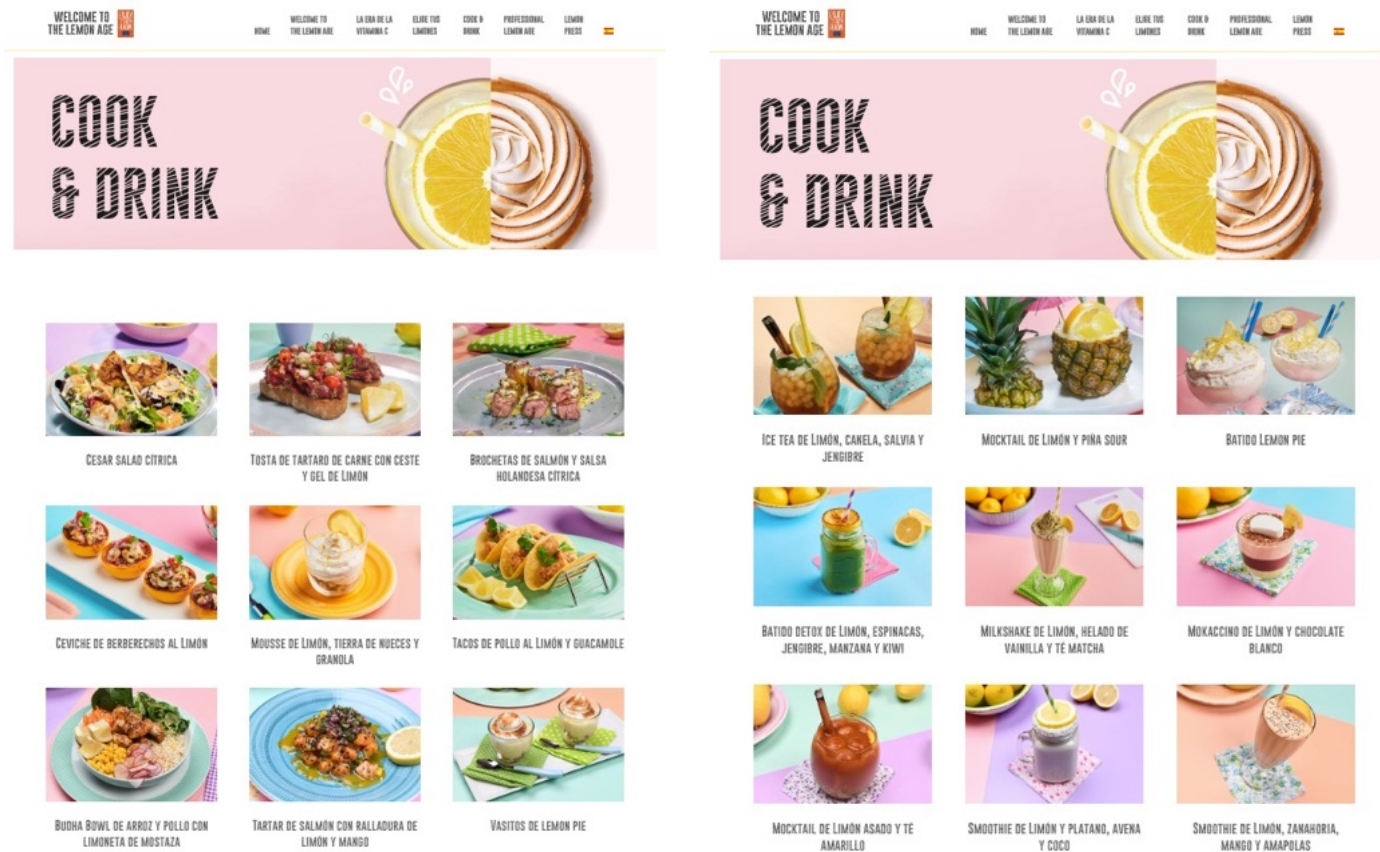 WELCOME TO
THE LEMON AGE
HOME
WELCOME TO
THE LEMON AGE
LA ERA DE LA
VITAMINA C
ELIGE TUS
LIMONES
COOK &
DRINK
PROFESSIONAL
LEMON AGE
LEMON
PRESS
COOK
& DRINK
CESAR SALAD CÍTRICA
TOSTA DE TARTARO DE CARNE CON CESTE
Y GEL DE LIMÓN
BROCHETAS DE SALMÓN Y SALSA
HOLANDESA CÍTRICA
CEVICHE DE BERBERECHOS AL LIMÓN
MOUSSE DE LIMÓN, TIERRA DE NUECES Y
GRANOLA
TACOS DE POLLO AL LIMÓN Y GUACAMOLE
BUDHA BOWL DE ARROZ Y POLLO CON
LIMONETA DE MOSTAZA
TARTAR DE SALMÓN CON RALLADURA DE
LIMÓN Y MANGO
VASITOS DE LEMON PIE
WELCOME TO
THE LEMON AGE
HOME
WELCOME TO
THE LEMON AGE
LA ERA DE LA
VITAMINA C
ELIGE TUS
LIMONES
COOK &
DRINK
PROFESSIONAL
LEMON AGE
LEMON
PRESS
COOK
& DRINK
ICE TEA DE LIMÓN, CANELA, SALVIA Y
JENGIBRE
MOCKTAIL DE LIMÓN Y PIÑA SOUR
BATIDO LEMON PIE
BATIDO DETOX DE LIMÓN, ESPINACAS,
JENGIBRE, MANZANA Y KIWI
MILKSHAKE DE LIMÓN, HELADO DE
VAINILLA Y TÉ MATCHA
MOKACCINO DE LIMÓN Y CHOCOLATE
BLANCO
MOCKTAIL DE LIMÓN ASADO Y TÉ
AMARILLO
SMOOTHIE DE LIMÓN Y PLATANO, AVENA
Y COCO
SMOOTHIE DE LIMÓN, ZANAHORIA,
MANGO Y AMAPOLAS